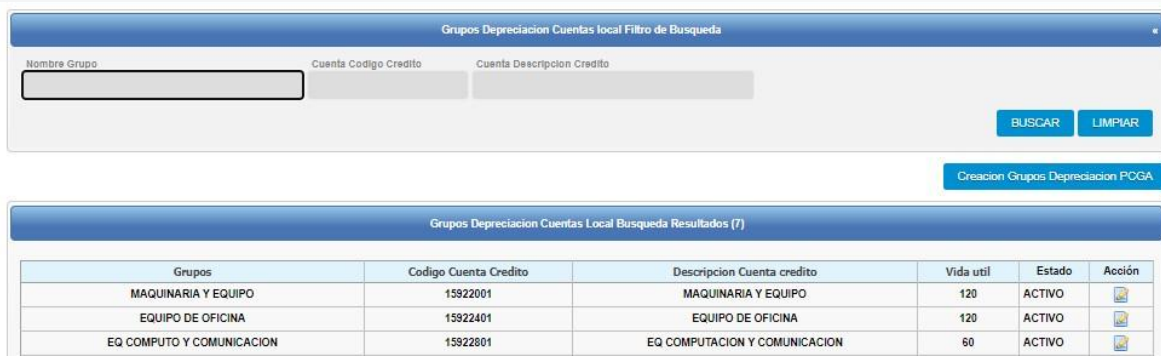 Grupos Depreciacion Cuentas local Filtro de Busqueda «
Nombre Grupo Cuenta Codigo Credito Cuenta Descripcion Credito
BUSCAR LIMPIAR
Creacion Grupos Depreciacion PCGA
Grupos Depreciacion Cuentas Local Busqueda Resultados (7)
Grupos Codigo Cuenta Credito Descripcion Cuenta credito Vida util Estado Acción
MAQUINARIA Y EQUIPO 15922001 MAQUINARIA Y EQUIPO 120 ACTIVO
EQUIPO DE OFICINA 15922401 EQUIPO DE OFICINA 120 ACTIVO
EQ COMPUTO Y COMUNICACION 15922801 EQ COMPUTACION Y COMUNICACION 60 ACTIVO